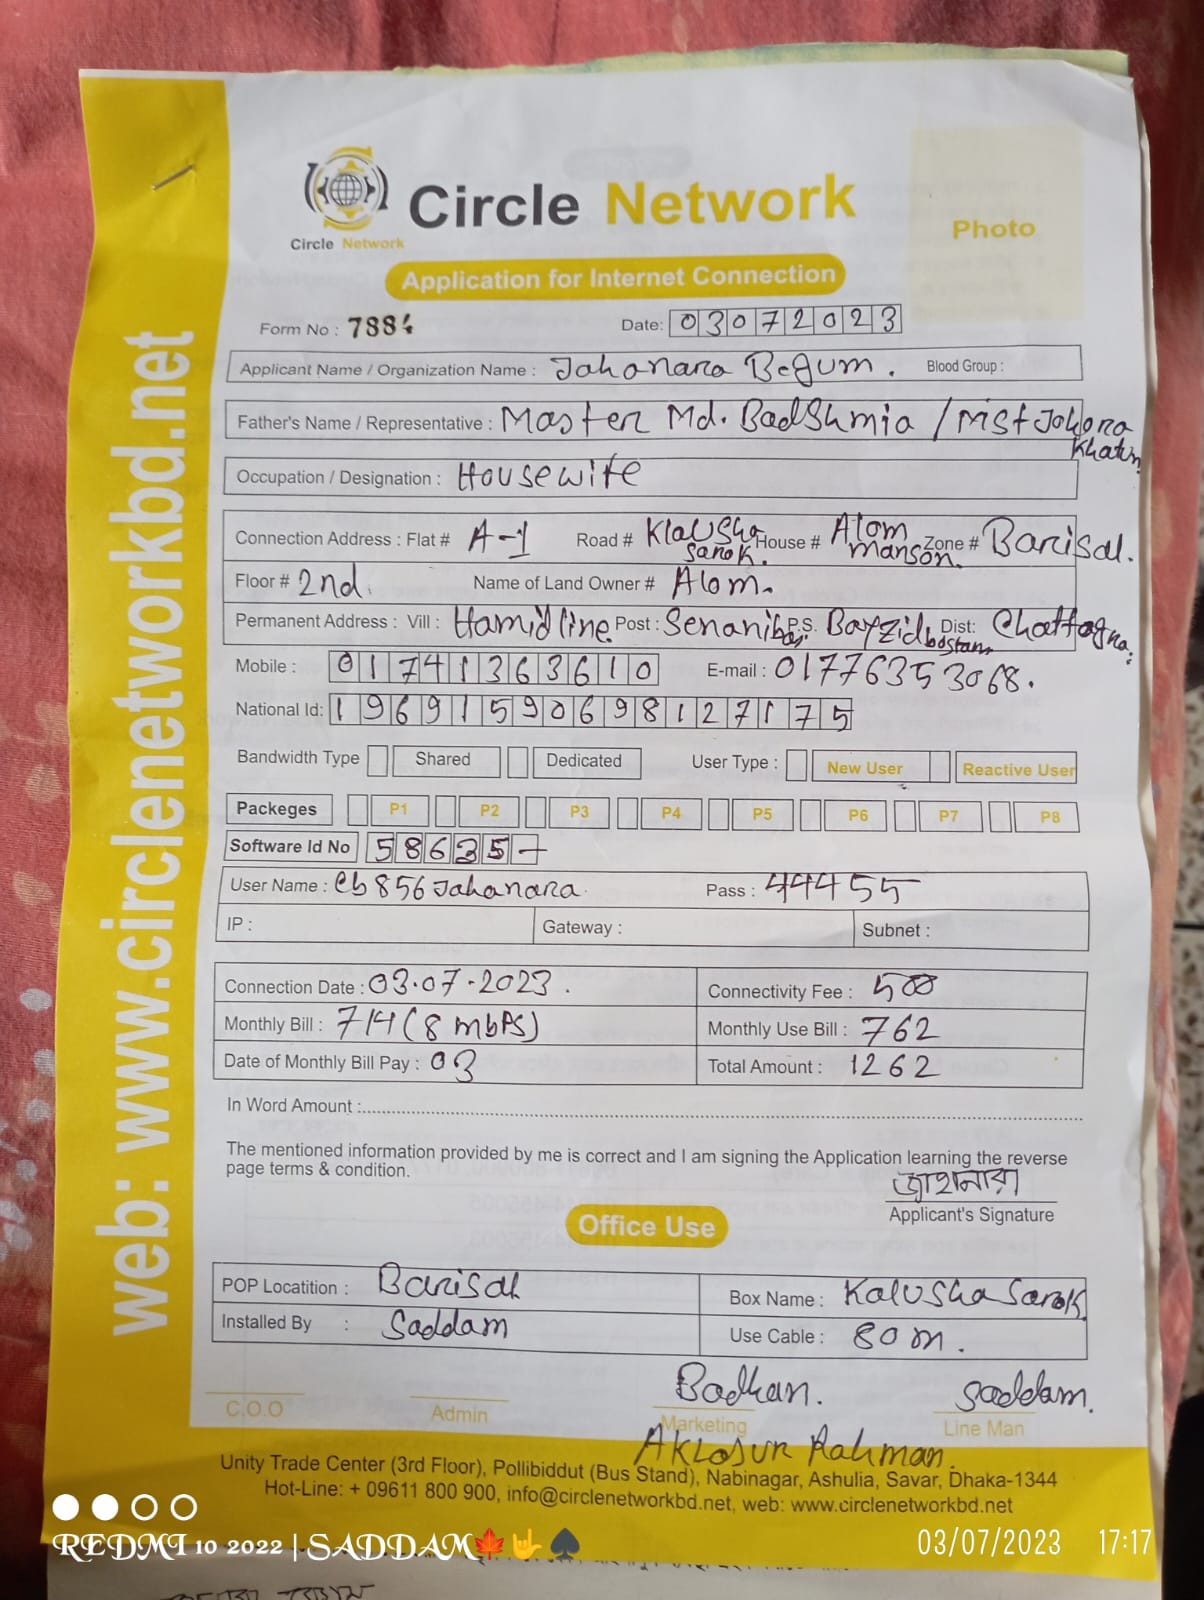 web: www.circlenetworkbd.net
Circle Network
Circle Network
Photo
Application for Internet Connection
Form No : 7884 Date: 03072023
Applicant Name / Organization Name : Jahanara Begum. Blood Group :
Father's Name / Representative : Master Md. Badshmia / Mist Johora Khatun
Occupation / Designation : Housewife
Connection Address : Flat # A-1 Road # Klausha Sarok. House # Alom Manson. Zone # Barisal.
Floor # 2nd. Name of Land Owner # Alom.
Permanent Address : Vill : Hamidline Post : Senanibas. P.S. Bayzid bostam Dist: Chattagram
Mobile : 01741363610 E-mail : 01776353068.
National Id: 19691590698127175
Bandwidth Type Shared Dedicated User Type : New User Reactive User
Packeges P1 P2 P3 P4 P5 P6 P7 P8
Software Id No 58635-
User Name : Cb856Jahanara Pass : 44455
IP : Gateway : Subnet :
Connection Date : 03.07.2023. Connectivity Fee : 500
Monthly Bill : 714 (8 mbps) Monthly Use Bill : 762
Date of Monthly Bill Pay : 03 Total Amount : 1262
In Word Amount :
The mentioned information provided by me is correct and I am signing the Application learning the reverse
page terms & condition.
জাহানারা
Applicant's Signature
Office Use
POP Locatition : Barisal Box Name : Kalusha Sarok
Installed By : Saddam Use Cable : 80 m.
Badhan. Saddam.
C.O.O Admin Marketing Line Man
Aklasur Rahman.
Unity Trade Center (3rd Floor), Pollibiddut (Bus Stand), Nabinagar, Ashulia, Savar, Dhaka-1344
Hot-Line: + 09611 800 900, info@circlenetworkbd.net, web: www.circlenetworkbd.net
REDMI 10 2022 | SADDAM🍁🤟♠ 03/07/2023 17:17